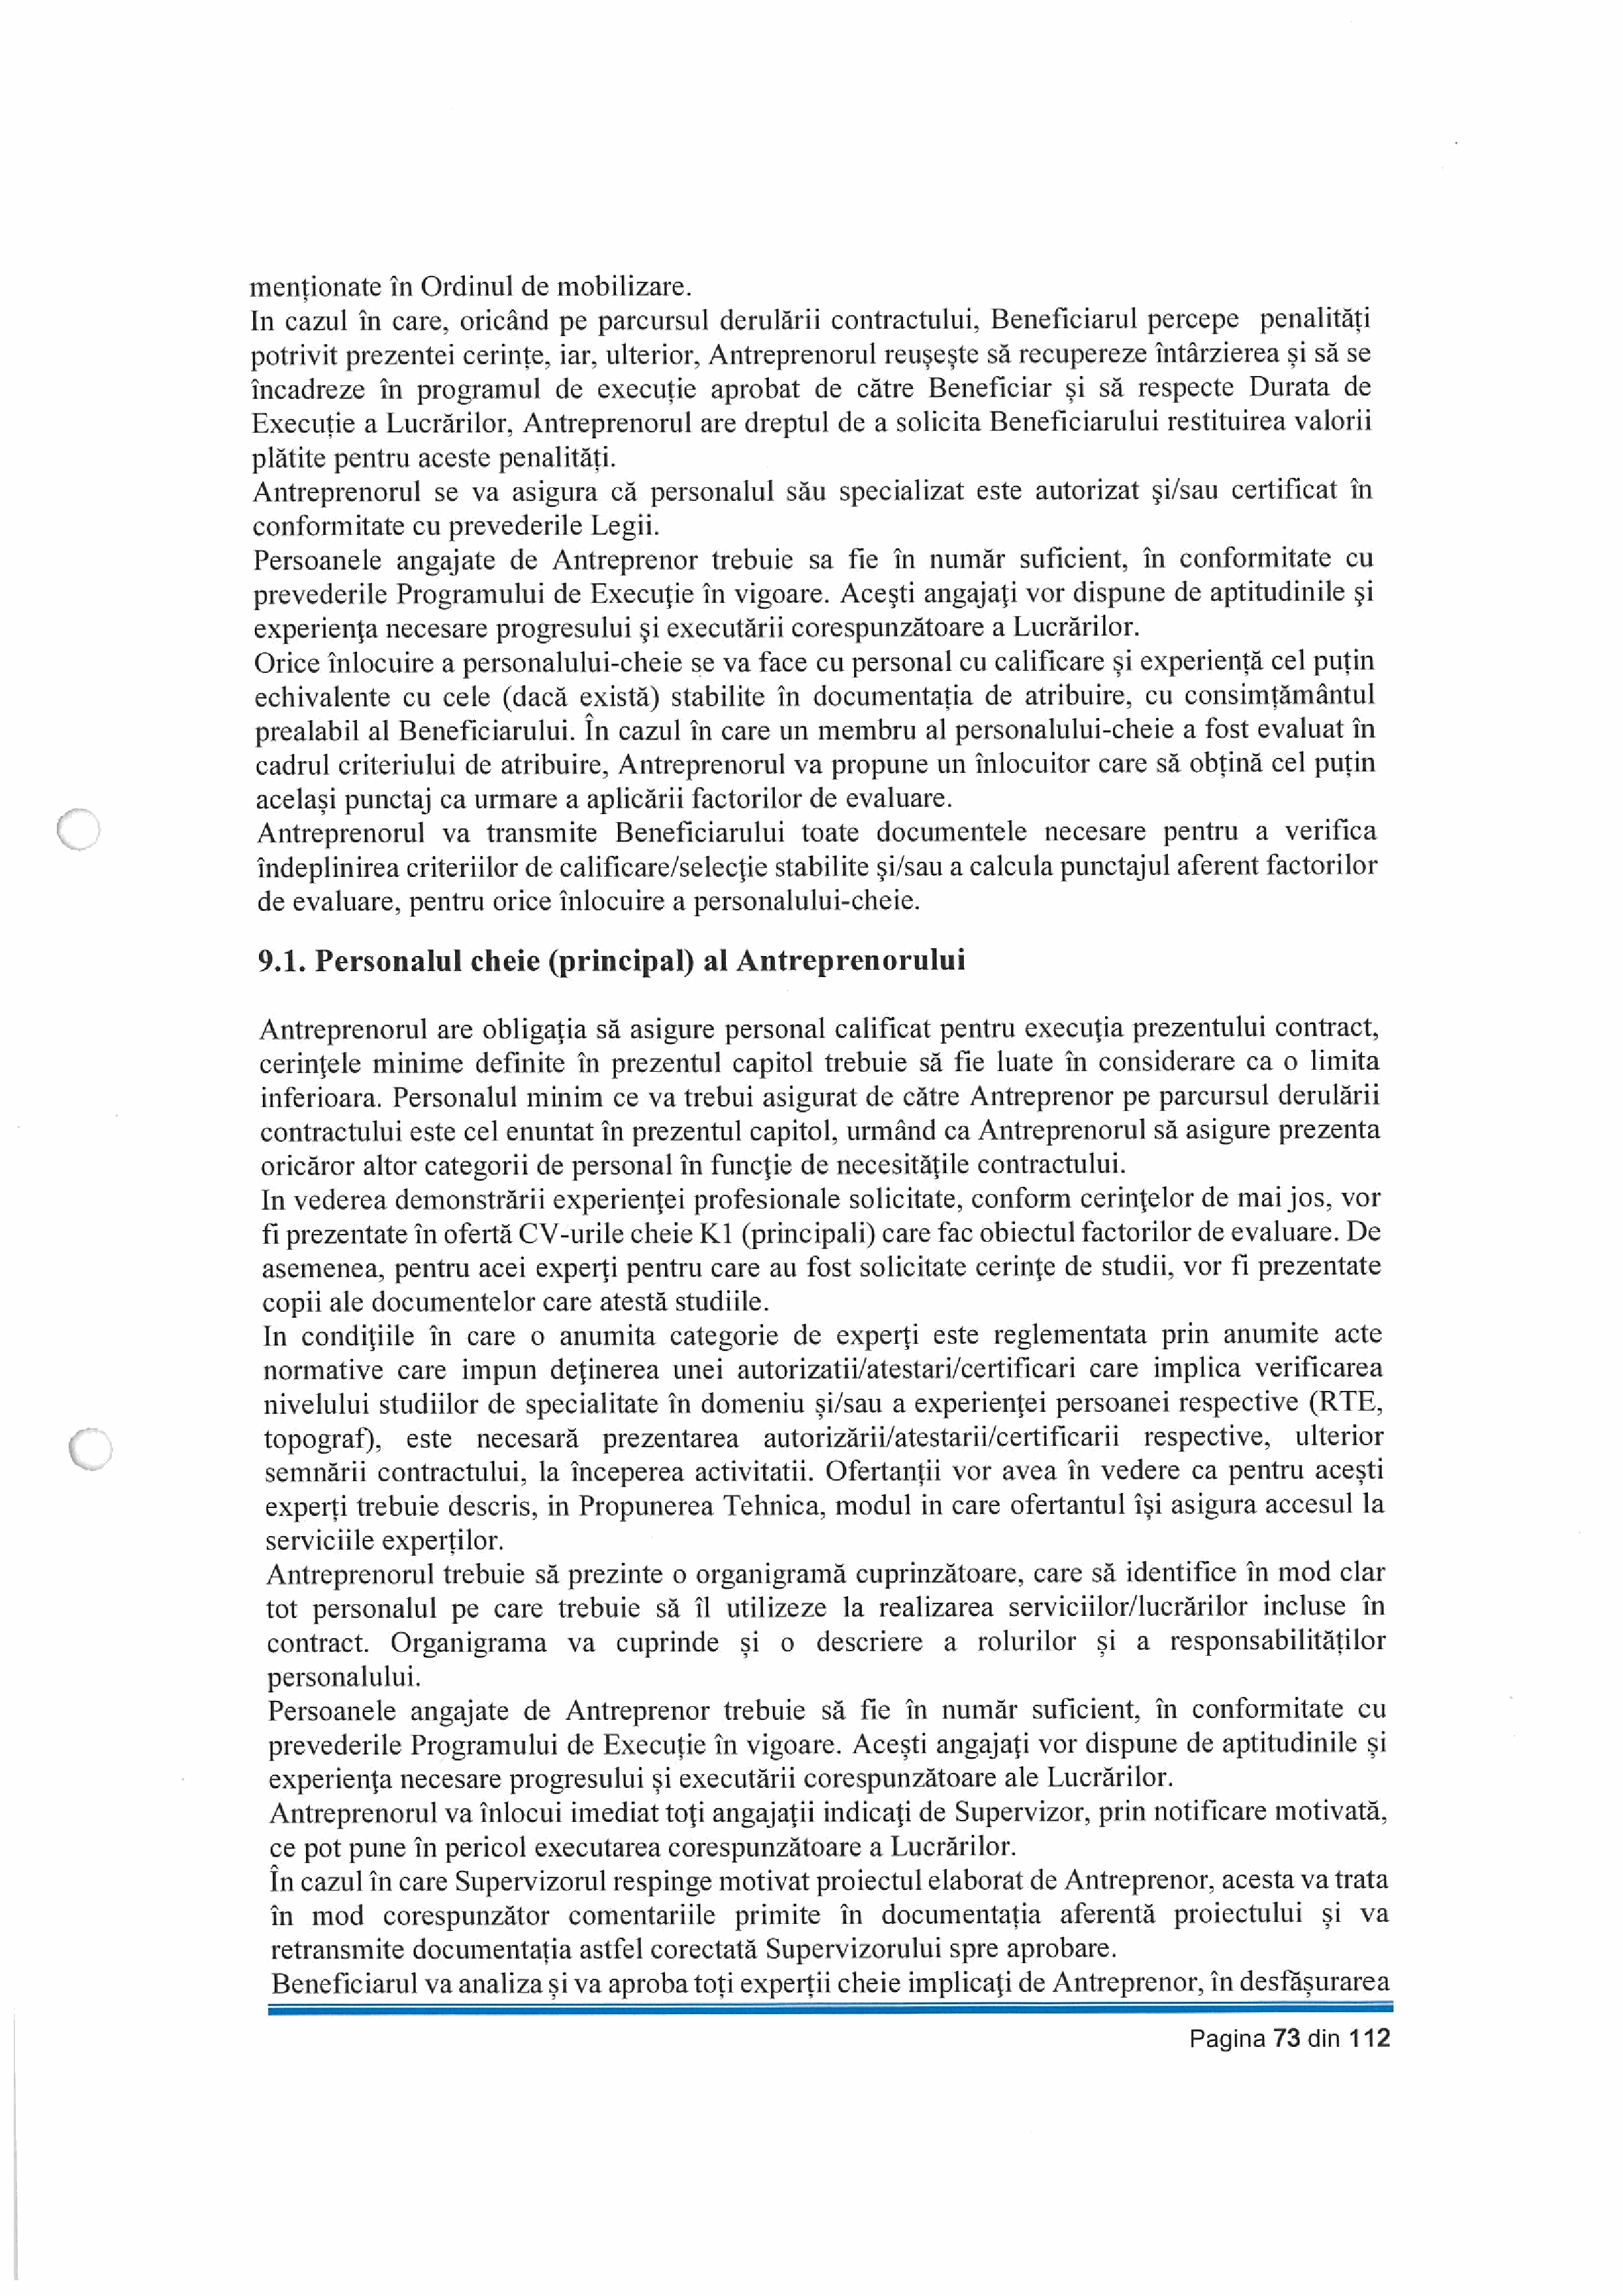 menționate în Ordinul de mobilizare.
In cazul în care, oricând pe parcursul derulării contractului, Beneficiarul percepe penalități
potrivit prezentei cerințe, iar, ulterior, Antreprenorul reușește să recupereze întârzierea și să se
încadreze în programul de execuție aprobat de către Beneficiar și să respecte Durata de
Execuție a Lucrărilor, Antreprenorul are dreptul de a solicita Beneficiarului restituirea valorii
plătite pentru aceste penalități.
Antreprenorul se va asigura că personalul său specializat este autorizat şi/sau certificat în
conformitate cu prevederile Legii.
Persoanele angajate de Antreprenor trebuie sa fie în număr suficient, în conformitate cu
prevederile Programului de Execuţie în vigoare. Aceşti angajaţi vor dispune de aptitudinile şi
experienţa necesare progresului şi executării corespunzătoare a Lucrărilor.
Orice înlocuire a personalului-cheie se va face cu personal cu calificare și experiență cel puțin
echivalente cu cele (dacă există) stabilite în documentația de atribuire, cu consimțământul
prealabil al Beneficiarului. În cazul în care un membru al personalului-cheie a fost evaluat în
cadrul criteriului de atribuire, Antreprenorul va propune un înlocuitor care să obțină cel puțin
același punctaj ca urmare a aplicării factorilor de evaluare.
Antreprenorul va transmite Beneficiarului toate documentele necesare pentru a verifica
îndeplinirea criteriilor de calificare/selecţie stabilite şi/sau a calcula punctajul aferent factorilor
de evaluare, pentru orice înlocuire a personalului-cheie.
9.1. Personalul cheie (principal) al Antreprenorului
Antreprenorul are obligaţia să asigure personal calificat pentru execuţia prezentului contract,
cerinţele minime definite în prezentul capitol trebuie să fie luate în considerare ca o limita
inferioara. Personalul minim ce va trebui asigurat de către Antreprenor pe parcursul derulării
contractului este cel enuntat în prezentul capitol, urmând ca Antreprenorul să asigure prezenta
oricăror altor categorii de personal în funcţie de necesităţile contractului.
In vederea demonstrării experienţei profesionale solicitate, conform cerinţelor de mai jos, vor
fi prezentate în ofertă CV-urile cheie K1 (principali) care fac obiectul factorilor de evaluare. De
asemenea, pentru acei experţi pentru care au fost solicitate cerinţe de studii, vor fi prezentate
copii ale documentelor care atestă studiile.
In condiţiile în care o anumita categorie de experţi este reglementata prin anumite acte
normative care impun deţinerea unei autorizatii/atestari/certificari care implica verificarea
nivelului studiilor de specialitate în domeniu și/sau a experienţei persoanei respective (RTE,
topograf), este necesară prezentarea autorizării/atestarii/certificarii respective, ulterior
semnării contractului, la începerea activitatii. Ofertanții vor avea în vedere ca pentru acești
experți trebuie descris, in Propunerea Tehnica, modul in care ofertantul își asigura accesul la
serviciile experților.
Antreprenorul trebuie să prezinte o organigramă cuprinzătoare, care să identifice în mod clar
tot personalul pe care trebuie să îl utilizeze la realizarea serviciilor/lucrărilor incluse în
contract. Organigrama va cuprinde și o descriere a rolurilor și a responsabilităților
personalului.
Persoanele angajate de Antreprenor trebuie să fie în număr suficient, în conformitate cu
prevederile Programului de Execuție în vigoare. Acești angajaţi vor dispune de aptitudinile și
experienţa necesare progresului și executării corespunzătoare ale Lucrărilor.
Antreprenorul va înlocui imediat toţi angajații indicaţi de Supervizor, prin notificare motivată,
ce pot pune în pericol executarea corespunzătoare a Lucrărilor.
În cazul în care Supervizorul respinge motivat proiectul elaborat de Antreprenor, acesta va trata
în mod corespunzător comentariile primite în documentația aferentă proiectului și va
retransmite documentația astfel corectată Supervizorului spre aprobare.
Beneficiarul va analiza și va aproba toți experții cheie implicaţi de Antreprenor, în desfășurarea
Pagina 73 din 112